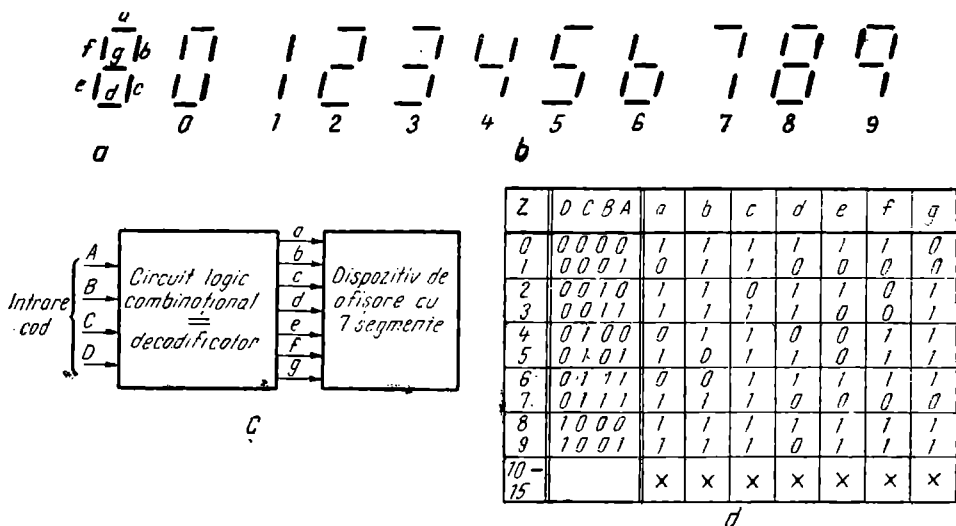 a
f g b
e d c
0 1 2 3 4 5 6 7 8 9
a
b
Intrare
cod
A
B
C
D
Circuit logic
combinațional
=
decodificator
a
b
c
d
e
f
g
Dispozitiv de
afișare cu
7 segmente
C
Z D C B A a b c d e f g
0 0 0 0 0 1 1 1 1 1 1 0
1 0 0 0 1 0 1 1 0 0 0 0
2 0 0 1 0 1 1 0 1 1 0 1
3 0 0 1 1 1 1 1 1 0 0 1
4 0 1 0 0 0 1 1 0 0 1 1
5 0 1 0 1 1 0 1 1 0 1 1
6 0 1 1 1 0 0 1 1 1 1 1
7 0 1 1 1 1 1 1 0 0 0 0
8 1 0 0 0 1 1 1 1 1 1 1
9 1 0 0 1 1 1 1 0 1 1 1
10-
15 x x x x x x x
d